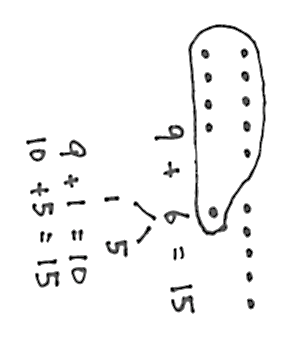 9 + 6 = 15
1 5
9 + 1 = 10
10 + 5 = 15